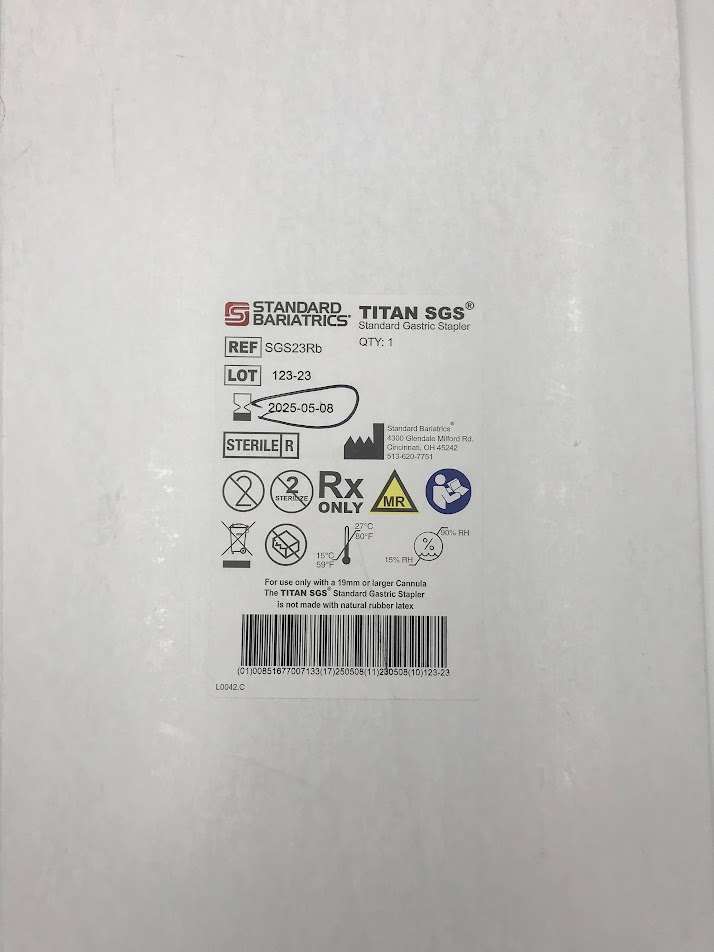 STANDARD
BARIATRICS®
TITAN SGS®
Standard Gastric Stapler
REF SGS23Rb
QTY: 1
LOT 123-23
2025-05-08
STERILE R
Standard Bariatrics®
4300 Glendale Milford Rd.
Cincinnati, OH 45242
513-620-7751
2
2
STERILIZE
Rx
ONLY
MR
27°C
80°F
15°C
59°F
%
90% RH
15% RH
For use only with a 19mm or larger Cannula
The TITAN SGS® Standard Gastric Stapler
is not made with natural rubber latex
(01)00851677007133(17)250508(11)230508(10)123-23
L0042.C